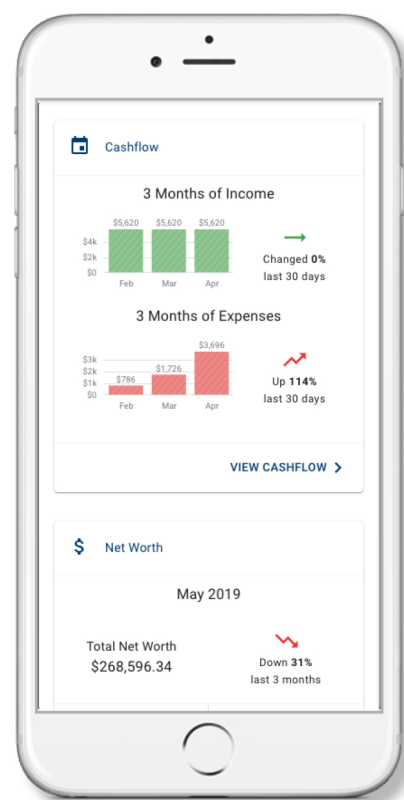 Cashflow
3 Months of Income
$5,620 $5,620 $5,620
$4k
$2k
$0
Feb Mar Apr
Changed 0%
last 30 days
3 Months of Expenses
$3,696
$1,726
$786
$3k
$2k
$1k
$0
Feb Mar Apr
Up 114%
last 30 days
VIEW CASHFLOW
$ Net Worth
May 2019
Total Net Worth
$268,596.34
Down 31%
last 3 months